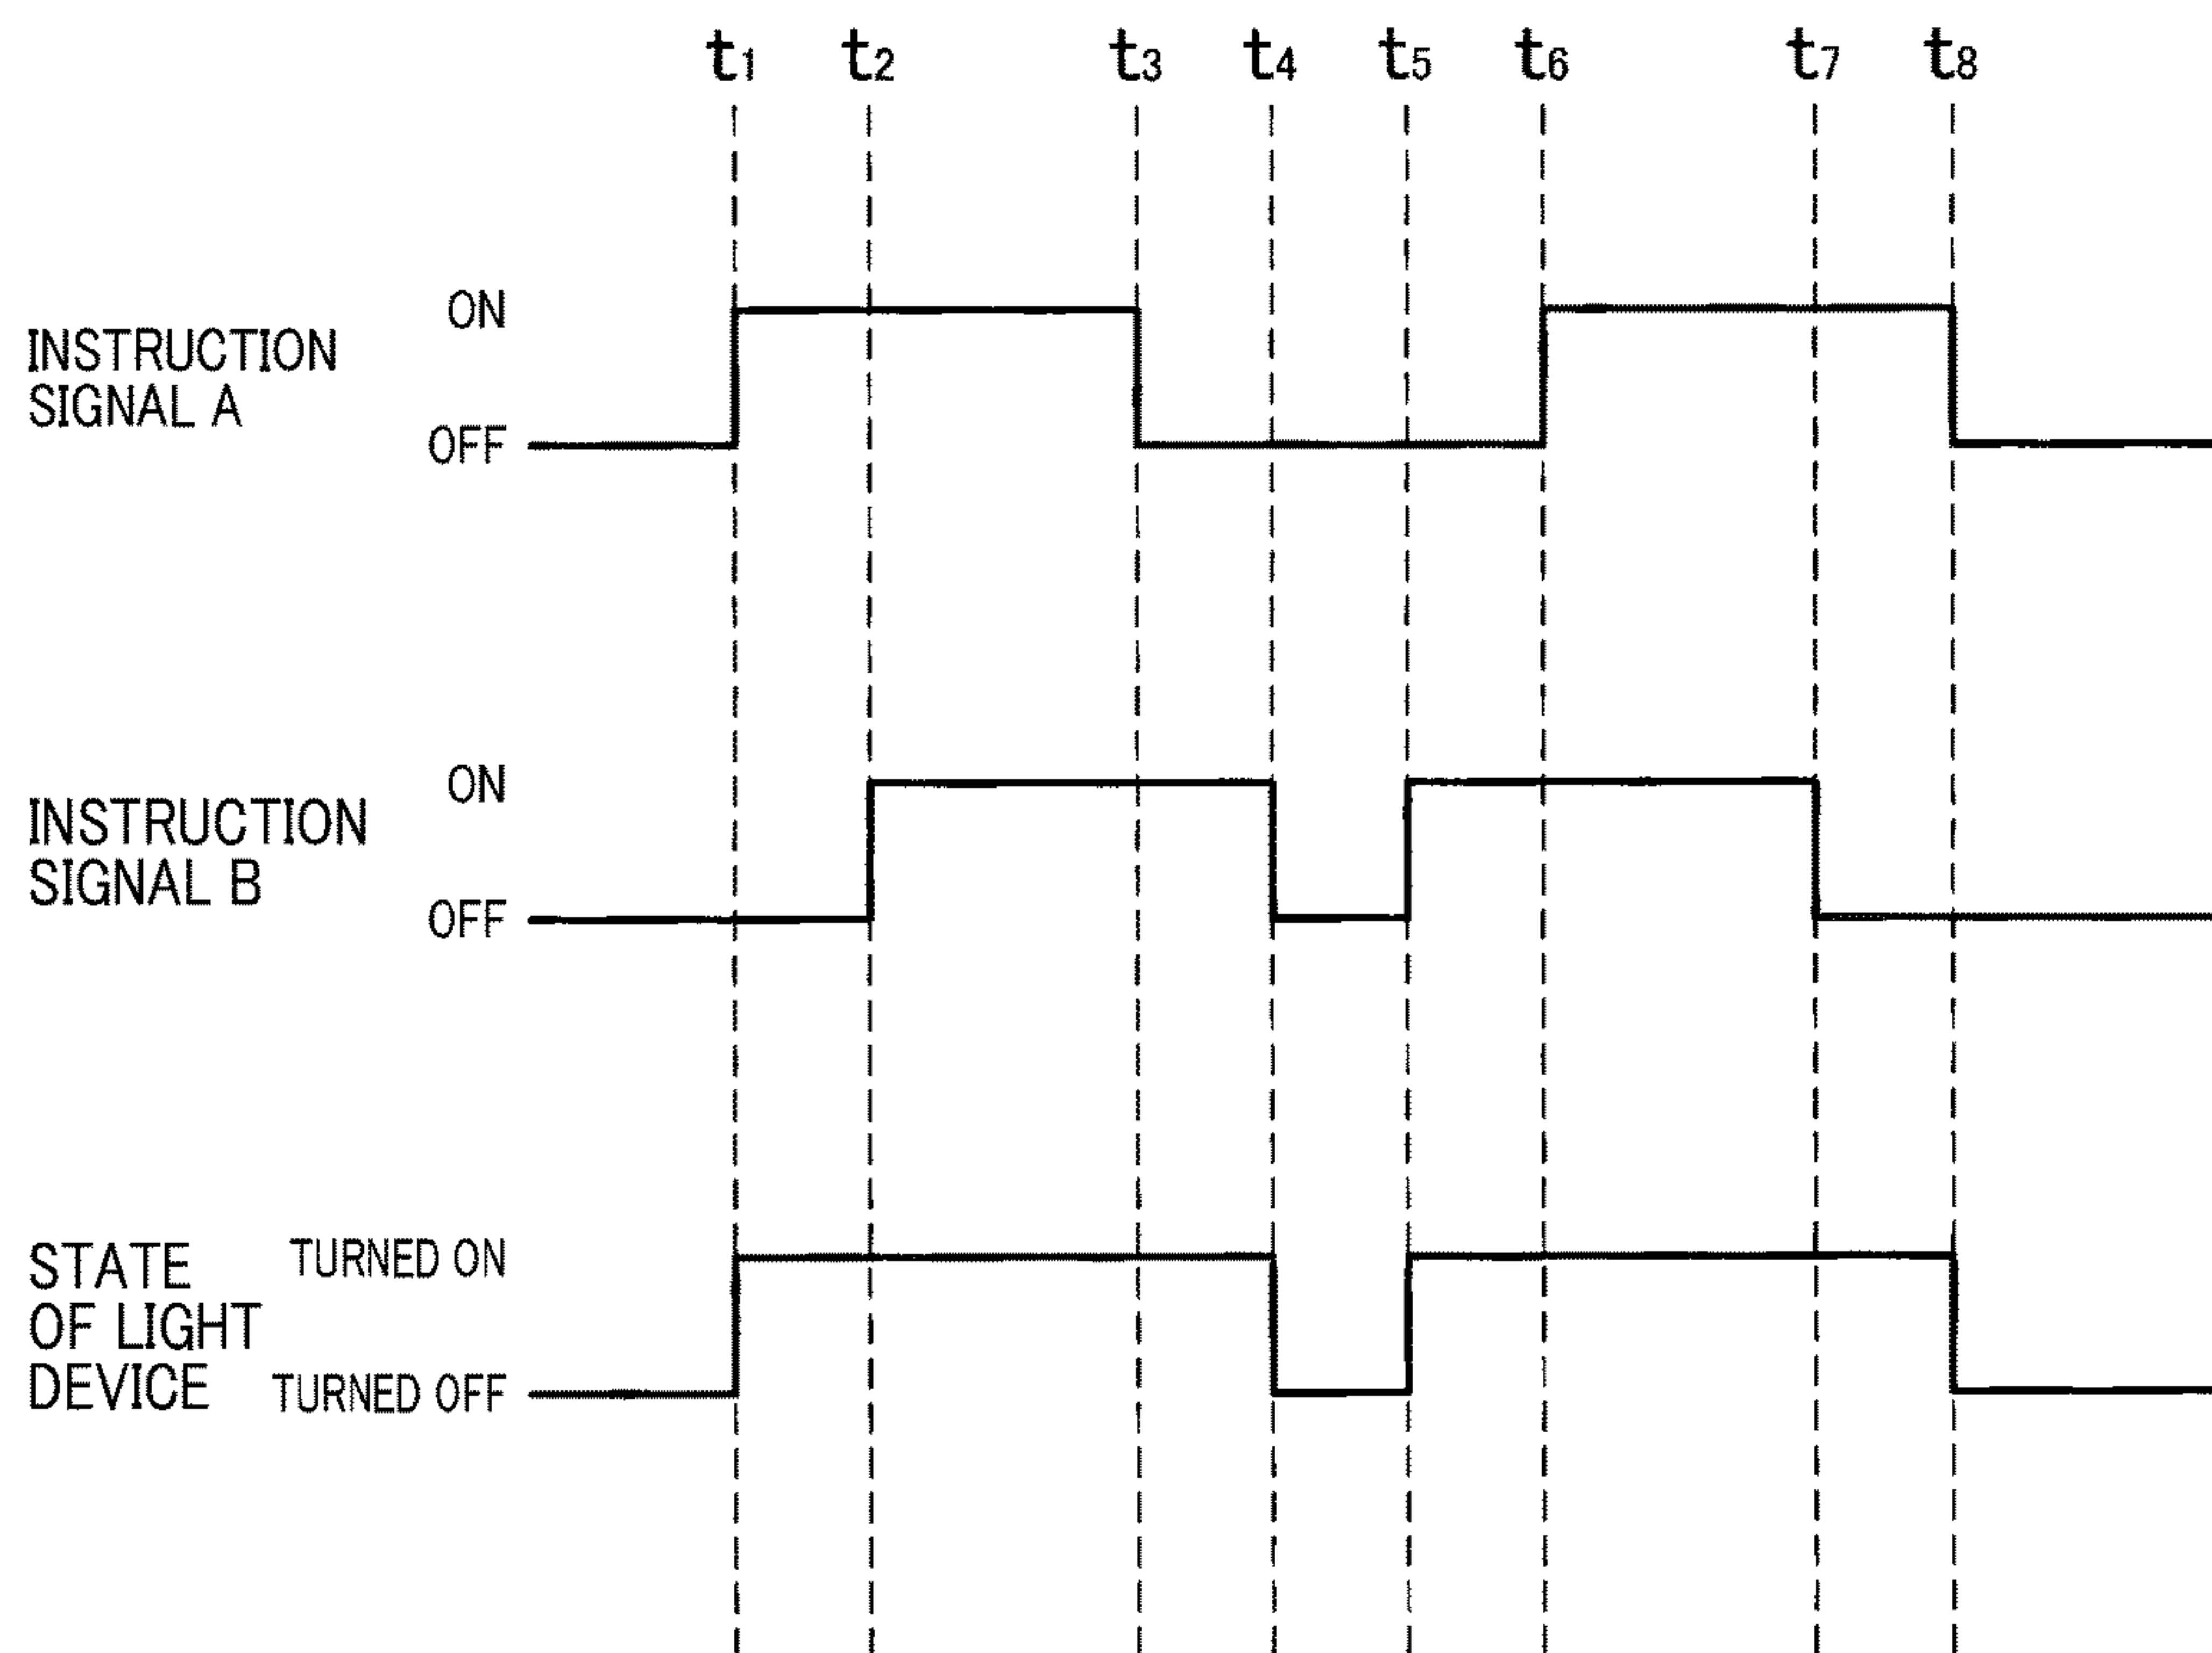 t1 t2 t3 t4 t5 t6 t7 t8
ON
INSTRUCTION
SIGNAL A
OFF
ON
INSTRUCTION
SIGNAL B
OFF
STATE
OF LIGHT
DEVICE
TURNED ON
TURNED OFF